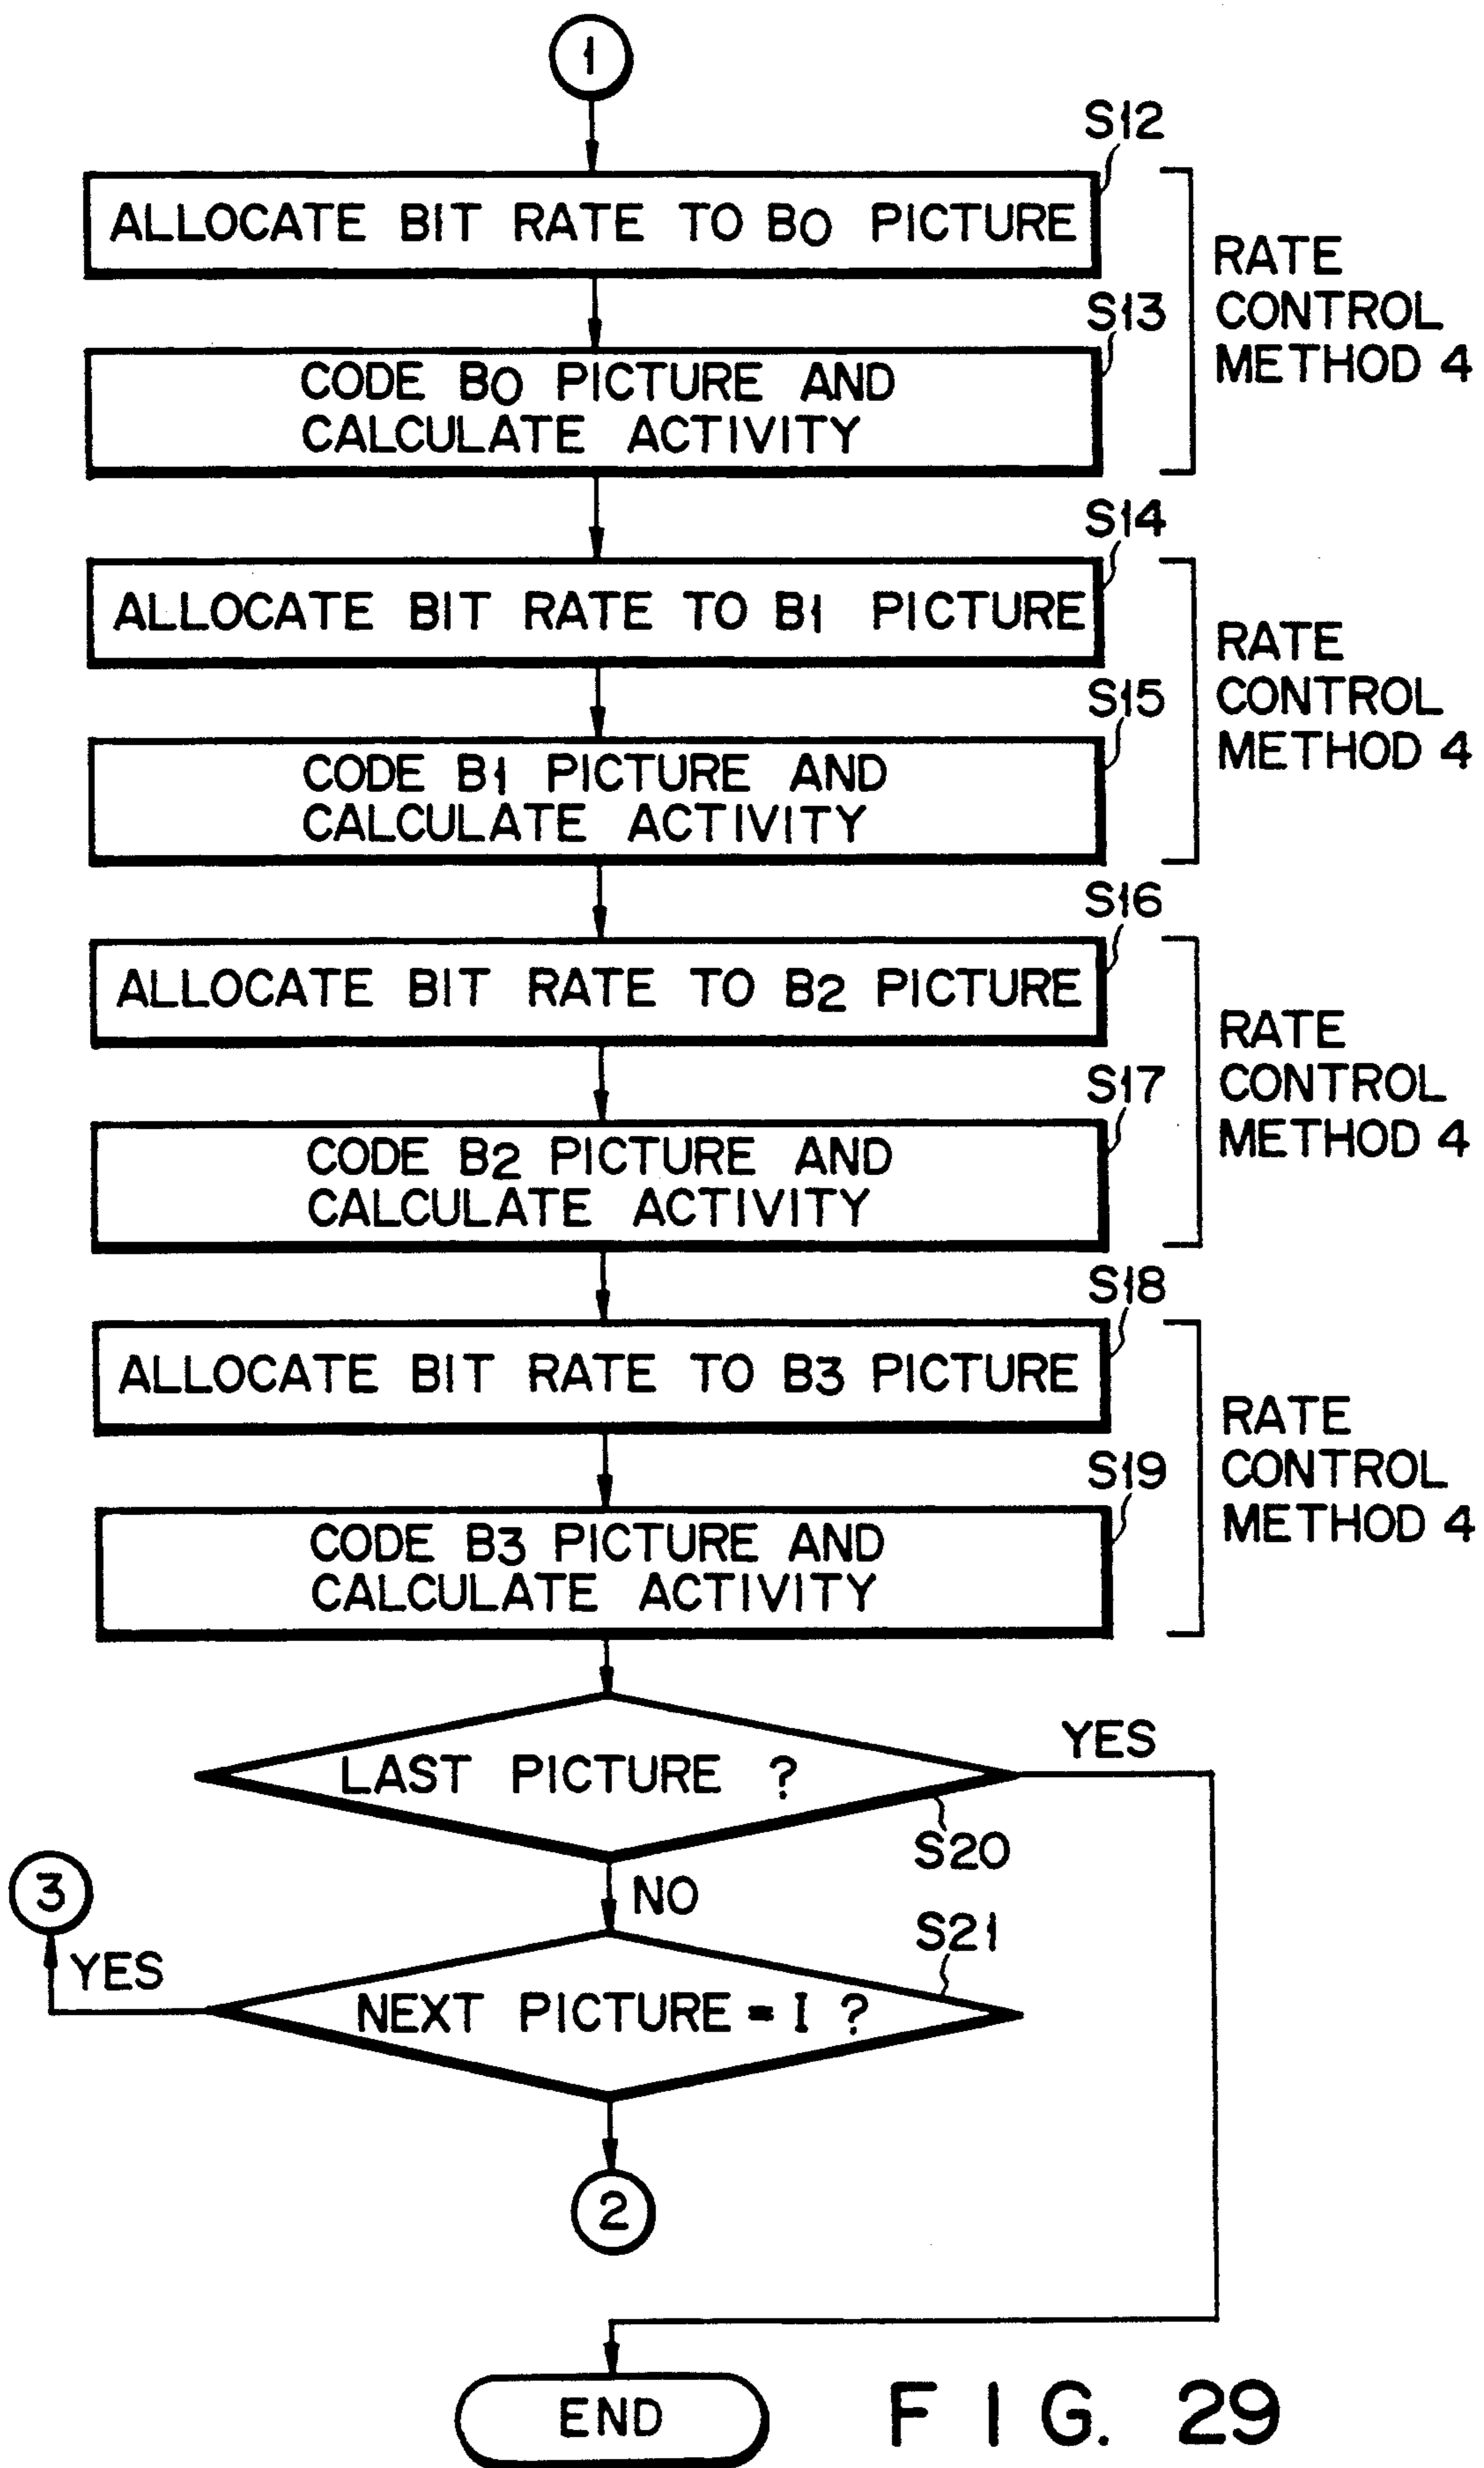 1
S12
ALLOCATE BIT RATE TO B0 PICTURE
RATE
CONTROL
METHOD 4
S13
CODE B0 PICTURE AND
CALCULATE ACTIVITY
S14
ALLOCATE BIT RATE TO B1 PICTURE
RATE
CONTROL
METHOD 4
S15
CODE B1 PICTURE AND
CALCULATE ACTIVITY
S16
ALLOCATE BIT RATE TO B2 PICTURE
RATE
CONTROL
METHOD 4
S17
CODE B2 PICTURE AND
CALCULATE ACTIVITY
S18
ALLOCATE BIT RATE TO B3 PICTURE
RATE
CONTROL
METHOD 4
S19
CODE B3 PICTURE AND
CALCULATE ACTIVITY
YES
LAST PICTURE ?
S20
3
NO
S21
YES
NEXT PICTURE = I ?
2
END
FIG. 29